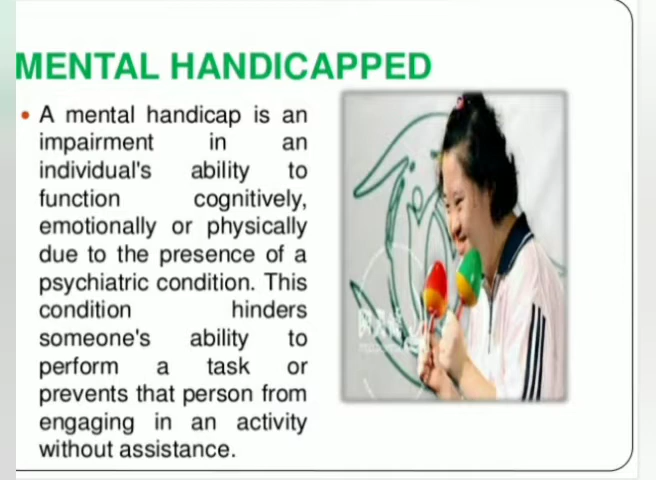 MENTAL HANDICAPPED
• A mental handicap is an
impairment in an
individual's ability to
function cognitively,
emotionally or physically
due to the presence of a
psychiatric condition. This
condition hinders
someone's ability to
perform a task or
prevents that person from
engaging in an activity
without assistance.